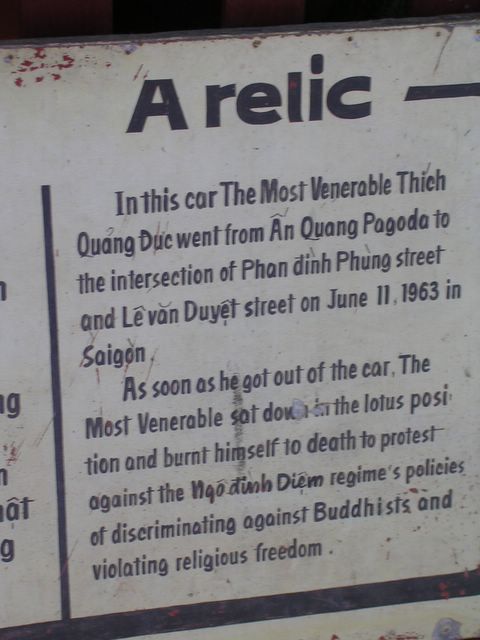 A relic —
In this car The Most Venerable Thích
Quảng Đức went from Ấn Quang Pagoda to
the intersection of Phan đình Phùng street
and Lê văn Duyệt street on June 11, 1963 in
Saigon.
As soon as he got out of the car, The
Most Venerable sat down in the lotus posi-
tion and burnt himself to death to protest
against the Ngô đình Diệm regime's policies
of discriminating against Buddhists and
violating religious freedom.
ng
ật
g